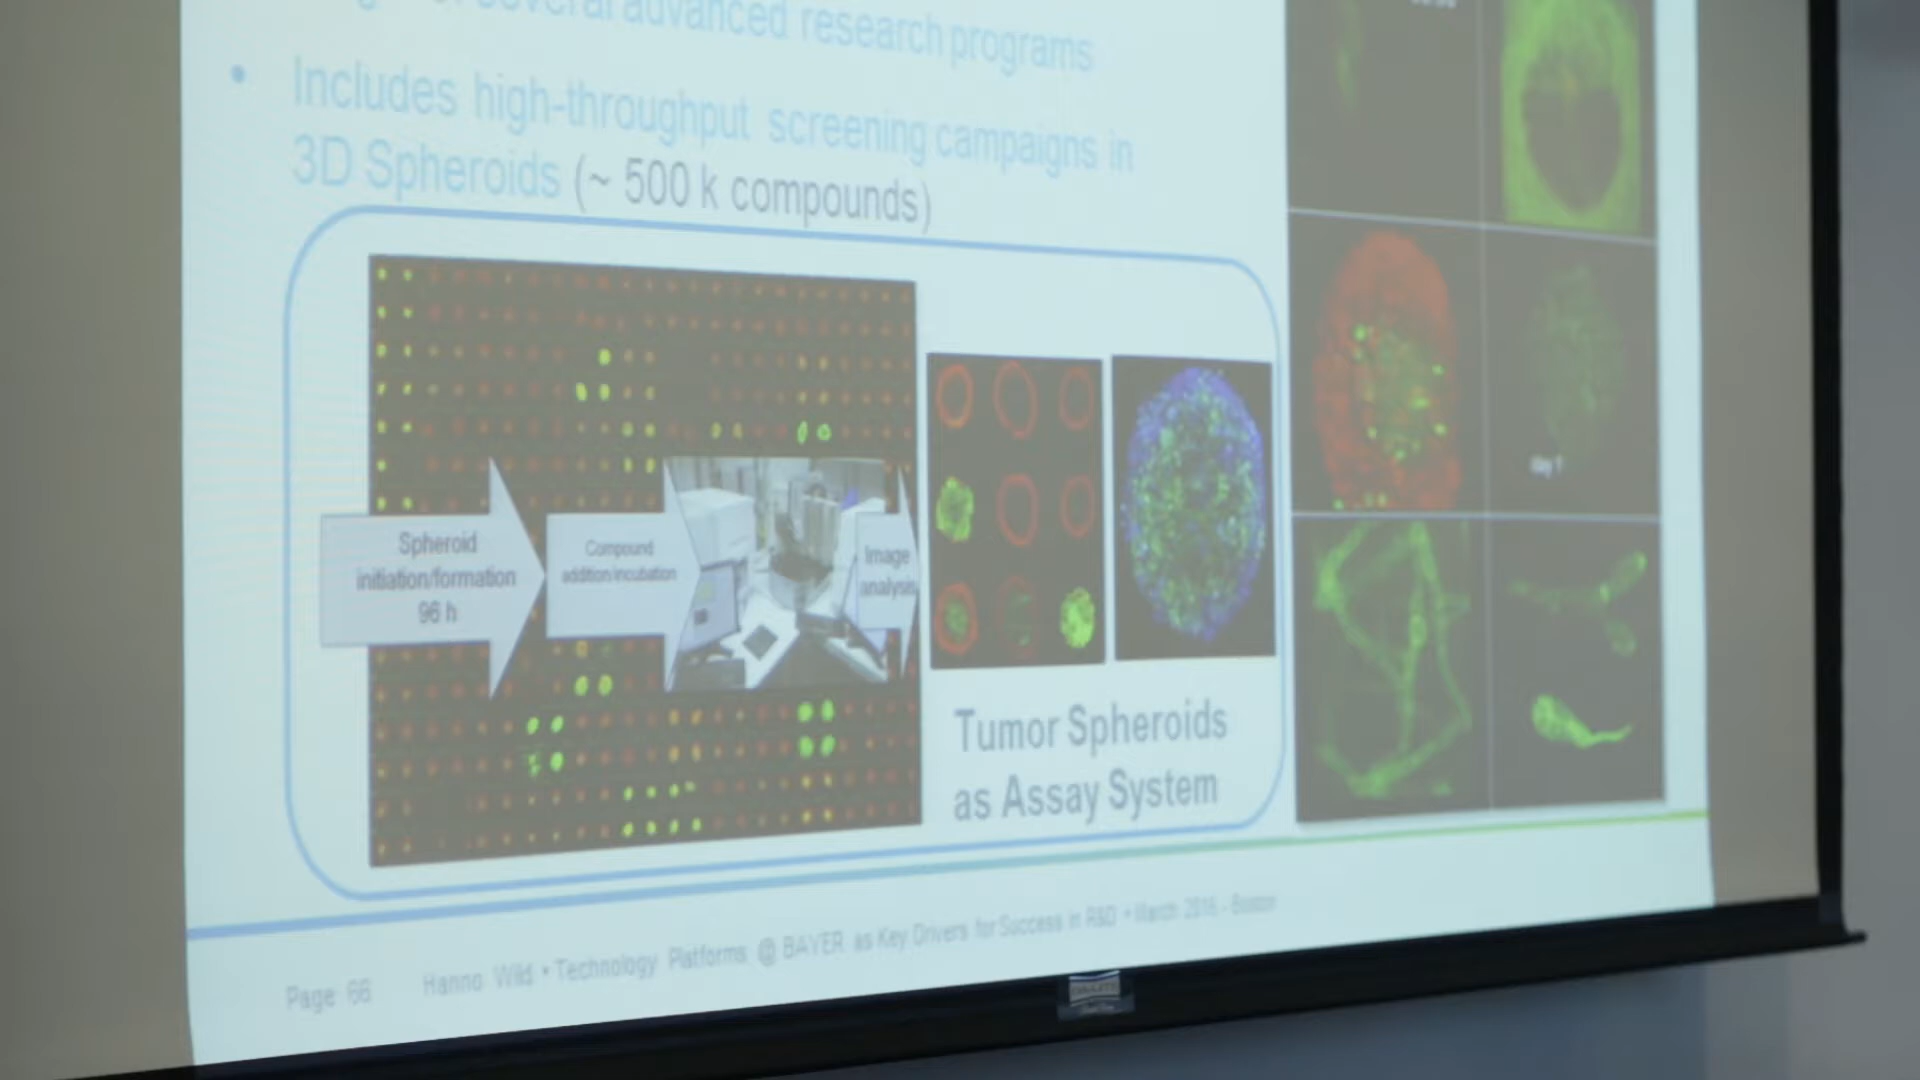 several advanced research programs
• Includes high-throughput screening campaigns in
3D Spheroids (~ 500 k compounds)
Spheroid
initiation/formation
96 h
Compound
addition/incubation
Image
analysis
Tumor Spheroids
as Assay System
day 1
Page 66 Hanno Wild • Technology Platforms @ BAYER as Key Drivers for Success in R&D • March 2016 - Boston